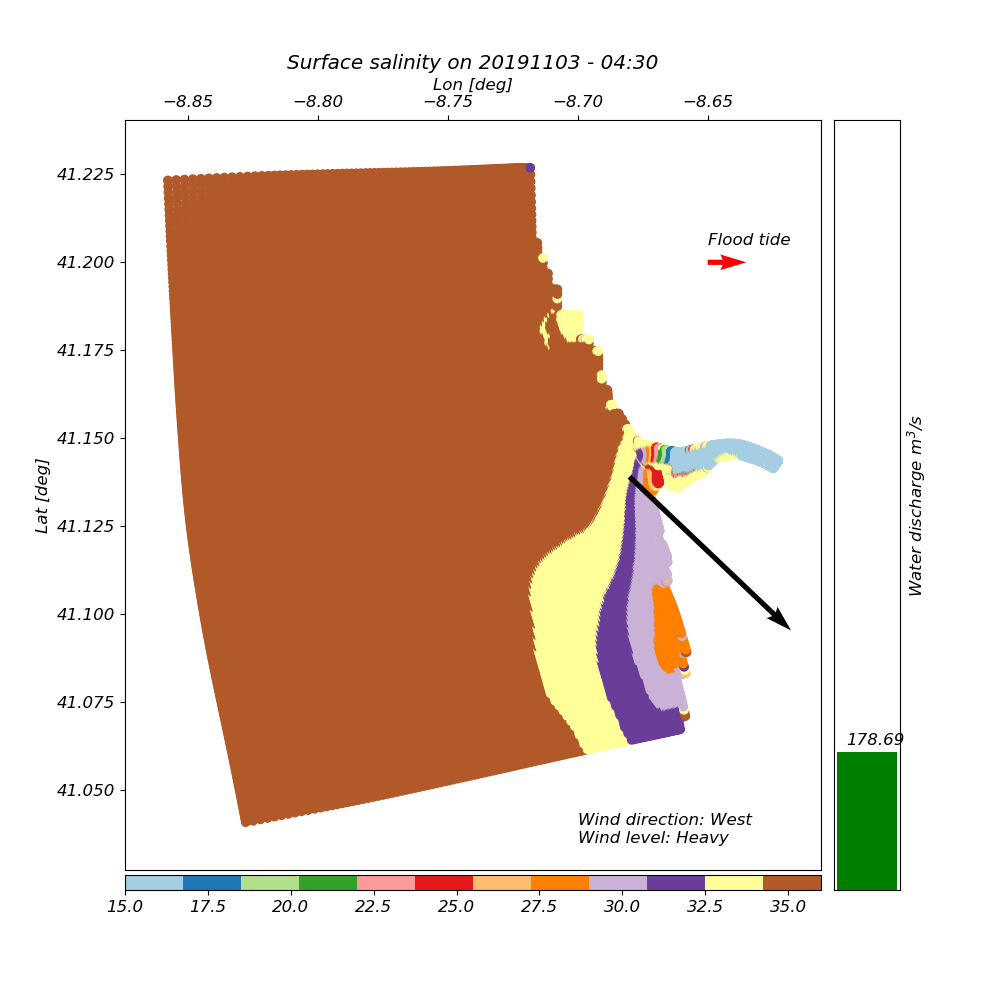 Surface salinity on 20191103 - 04:30
Lon [deg]
−8.85 −8.80 −8.75 −8.70 −8.65
41.225
41.200
41.175
41.150
41.125
41.100
41.075
41.050
Lat [deg]
Flood tide
Wind direction: West
Wind level: Heavy
15.0 17.5 20.0 22.5 25.0 27.5 30.0 32.5 35.0
178.69
Water discharge m³/s